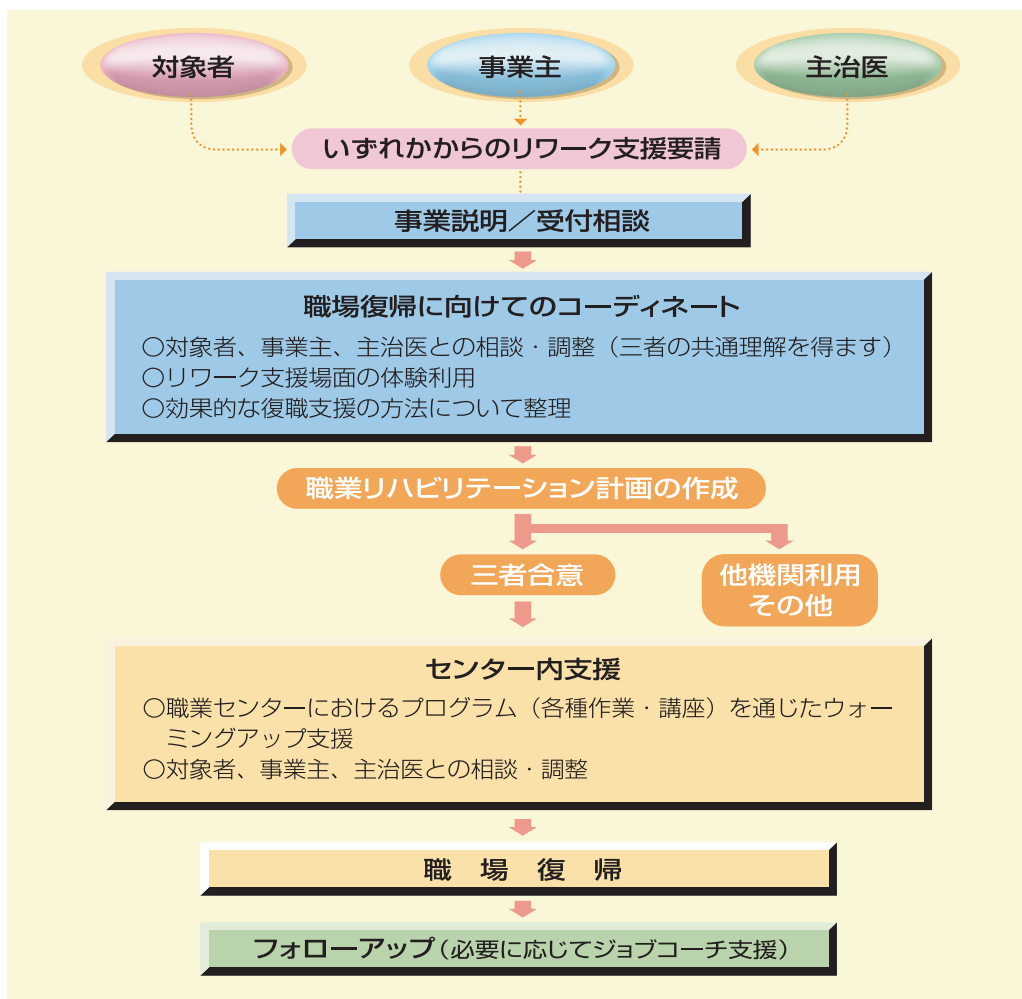 対象者
事業主
主治医
いずれかからのリワーク支援要請
事業説明／受付相談
職場復帰に向けてのコーディネート
○対象者、事業主、主治医との相談・調整（三者の共通理解を得ます）
○リワーク支援場面の体験利用
○効果的な復職支援の方法について整理
職業リハビリテーション計画の作成
三者合意
他機関利用
その他
センター内支援
○職業センターにおけるプログラム（各種作業・講座）を通じたウォー
ミングアップ支援
○対象者、事業主、主治医との相談・調整
職　場　復　帰
フォローアップ（必要に応じてジョブコーチ支援）